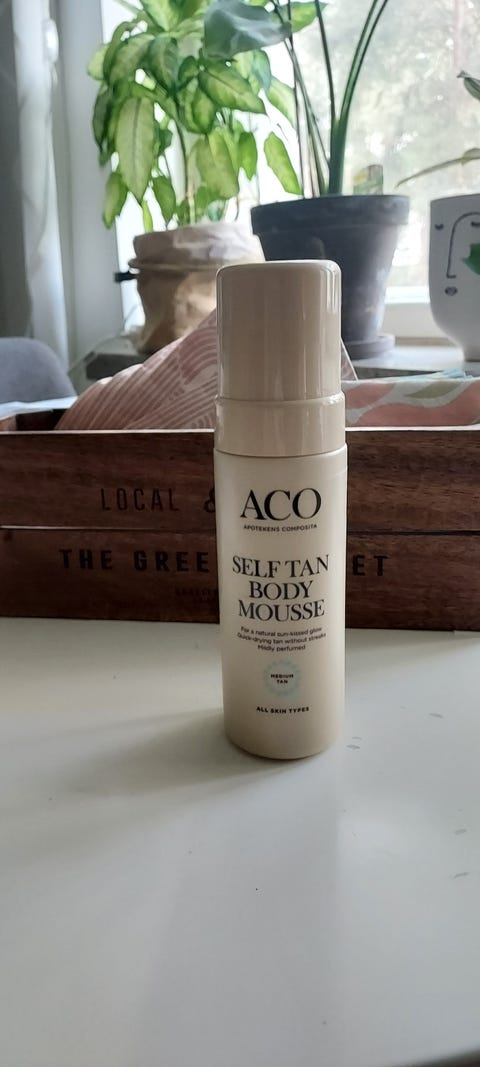 LOCAL &
THE GREE ET
ACO
APOTEKENS COMPOSITA
SELF TAN
BODY
MOUSSE
For a natural sun-kissed glow
Quick-drying tan without streaks
Mildly perfumed
MEDIUM
TAN
ALL SKIN TYPES